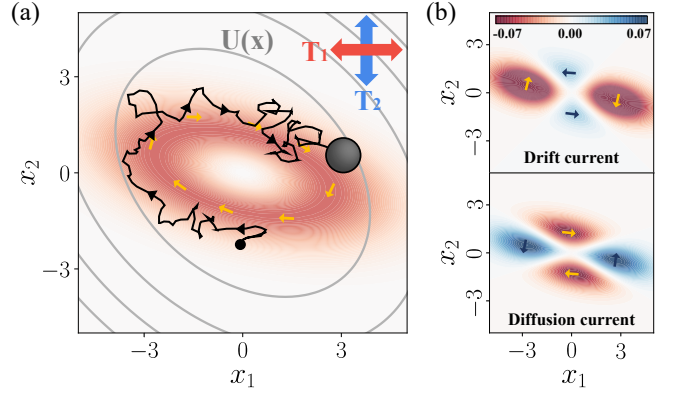 (a)
U(x)
T1
T2
3
0
−3
x2
−3
0
3
x1
(b)
-0.07
0.00
0.07
3
0
−3
x2
Drift current
3
0
−3
x2
Diffusion current
−3
0
3
x1